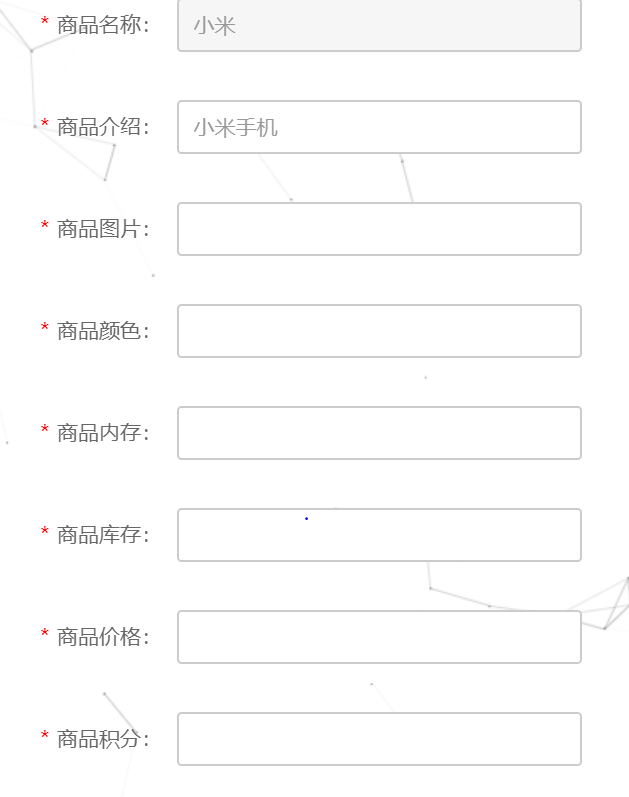 * 商品名称： 小米
* 商品介绍： 小米手机
* 商品图片：
* 商品颜色：
* 商品内存：
* 商品库存：
* 商品价格：
* 商品积分：